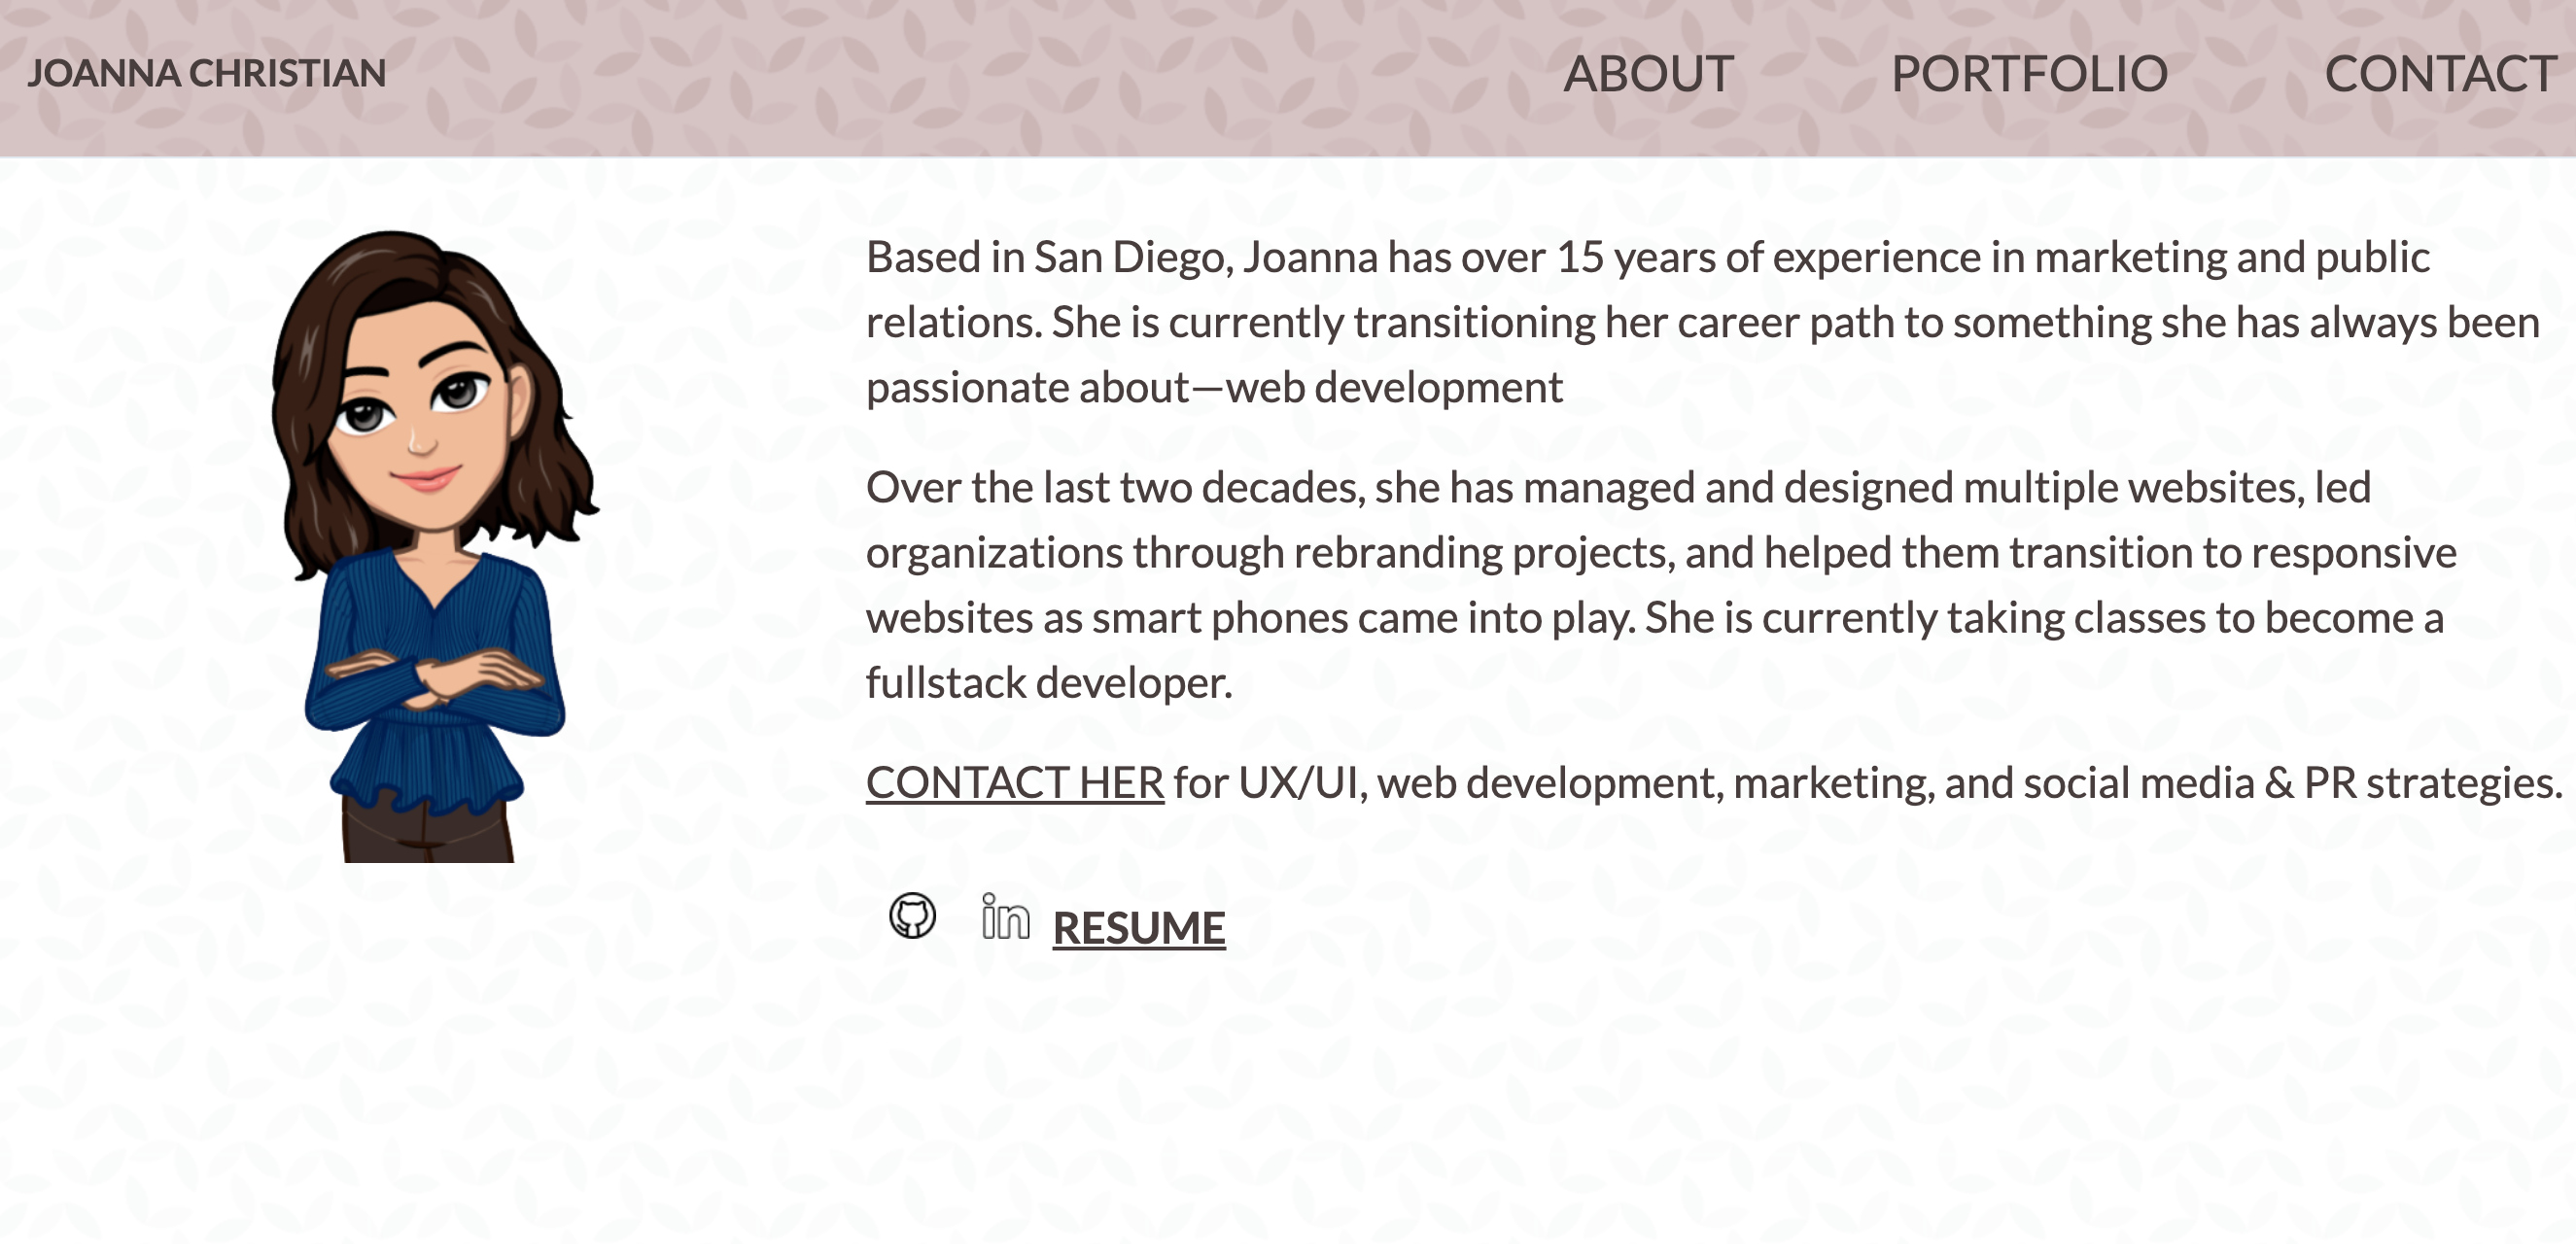 JOANNA CHRISTIAN
ABOUT
PORTFOLIO
CONTACT
Based in San Diego, Joanna has over 15 years of experience in marketing and public
relations. She is currently transitioning her career path to something she has always been
passionate about—web development
Over the last two decades, she has managed and designed multiple websites, led
organizations through rebranding projects, and helped them transition to responsive
websites as smart phones came into play. She is currently taking classes to become a
fullstack developer.
CONTACT HER for UX/UI, web development, marketing, and social media & PR strategies.
in RESUME